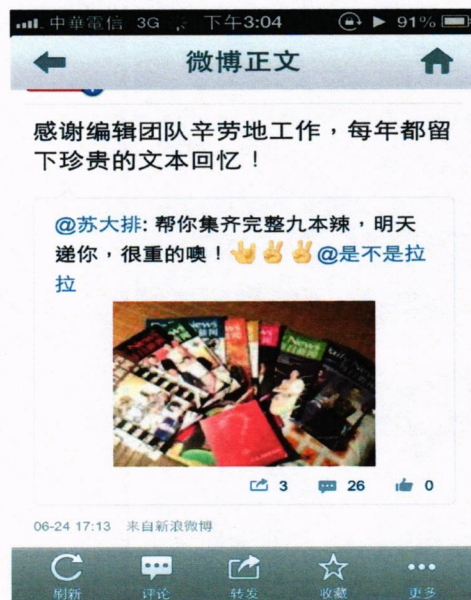 中華電信 3G 下午3:04 91%
微博正文
感谢编辑团队辛劳地工作，每年都留
下珍贵的文本回忆！
@苏大排: 帮你集齐完整九本辣，明天
递你，很重的噢！🤟✌✌@是不是拉
拉
News
3 26 0
06-24 17:13 来自新浪微博
刷新 评论 转发 收藏 更多